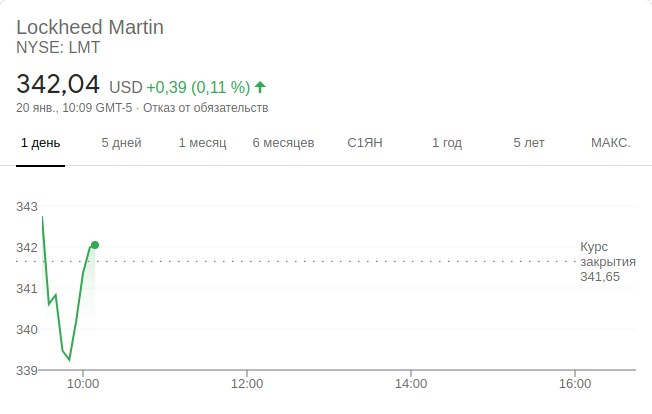 Lockheed Martin
NYSE: LMT
342,04 USD +0,39 (0,11 %)
20 янв., 10:09 GMT-5 · Отказ от обязательств
1 день 5 дней 1 месяц 6 месяцев С1ЯН 1 год 5 лет МАКС.
343
342
341
340
339
Курс
закрытия
341,65
10:00 12:00 14:00 16:00